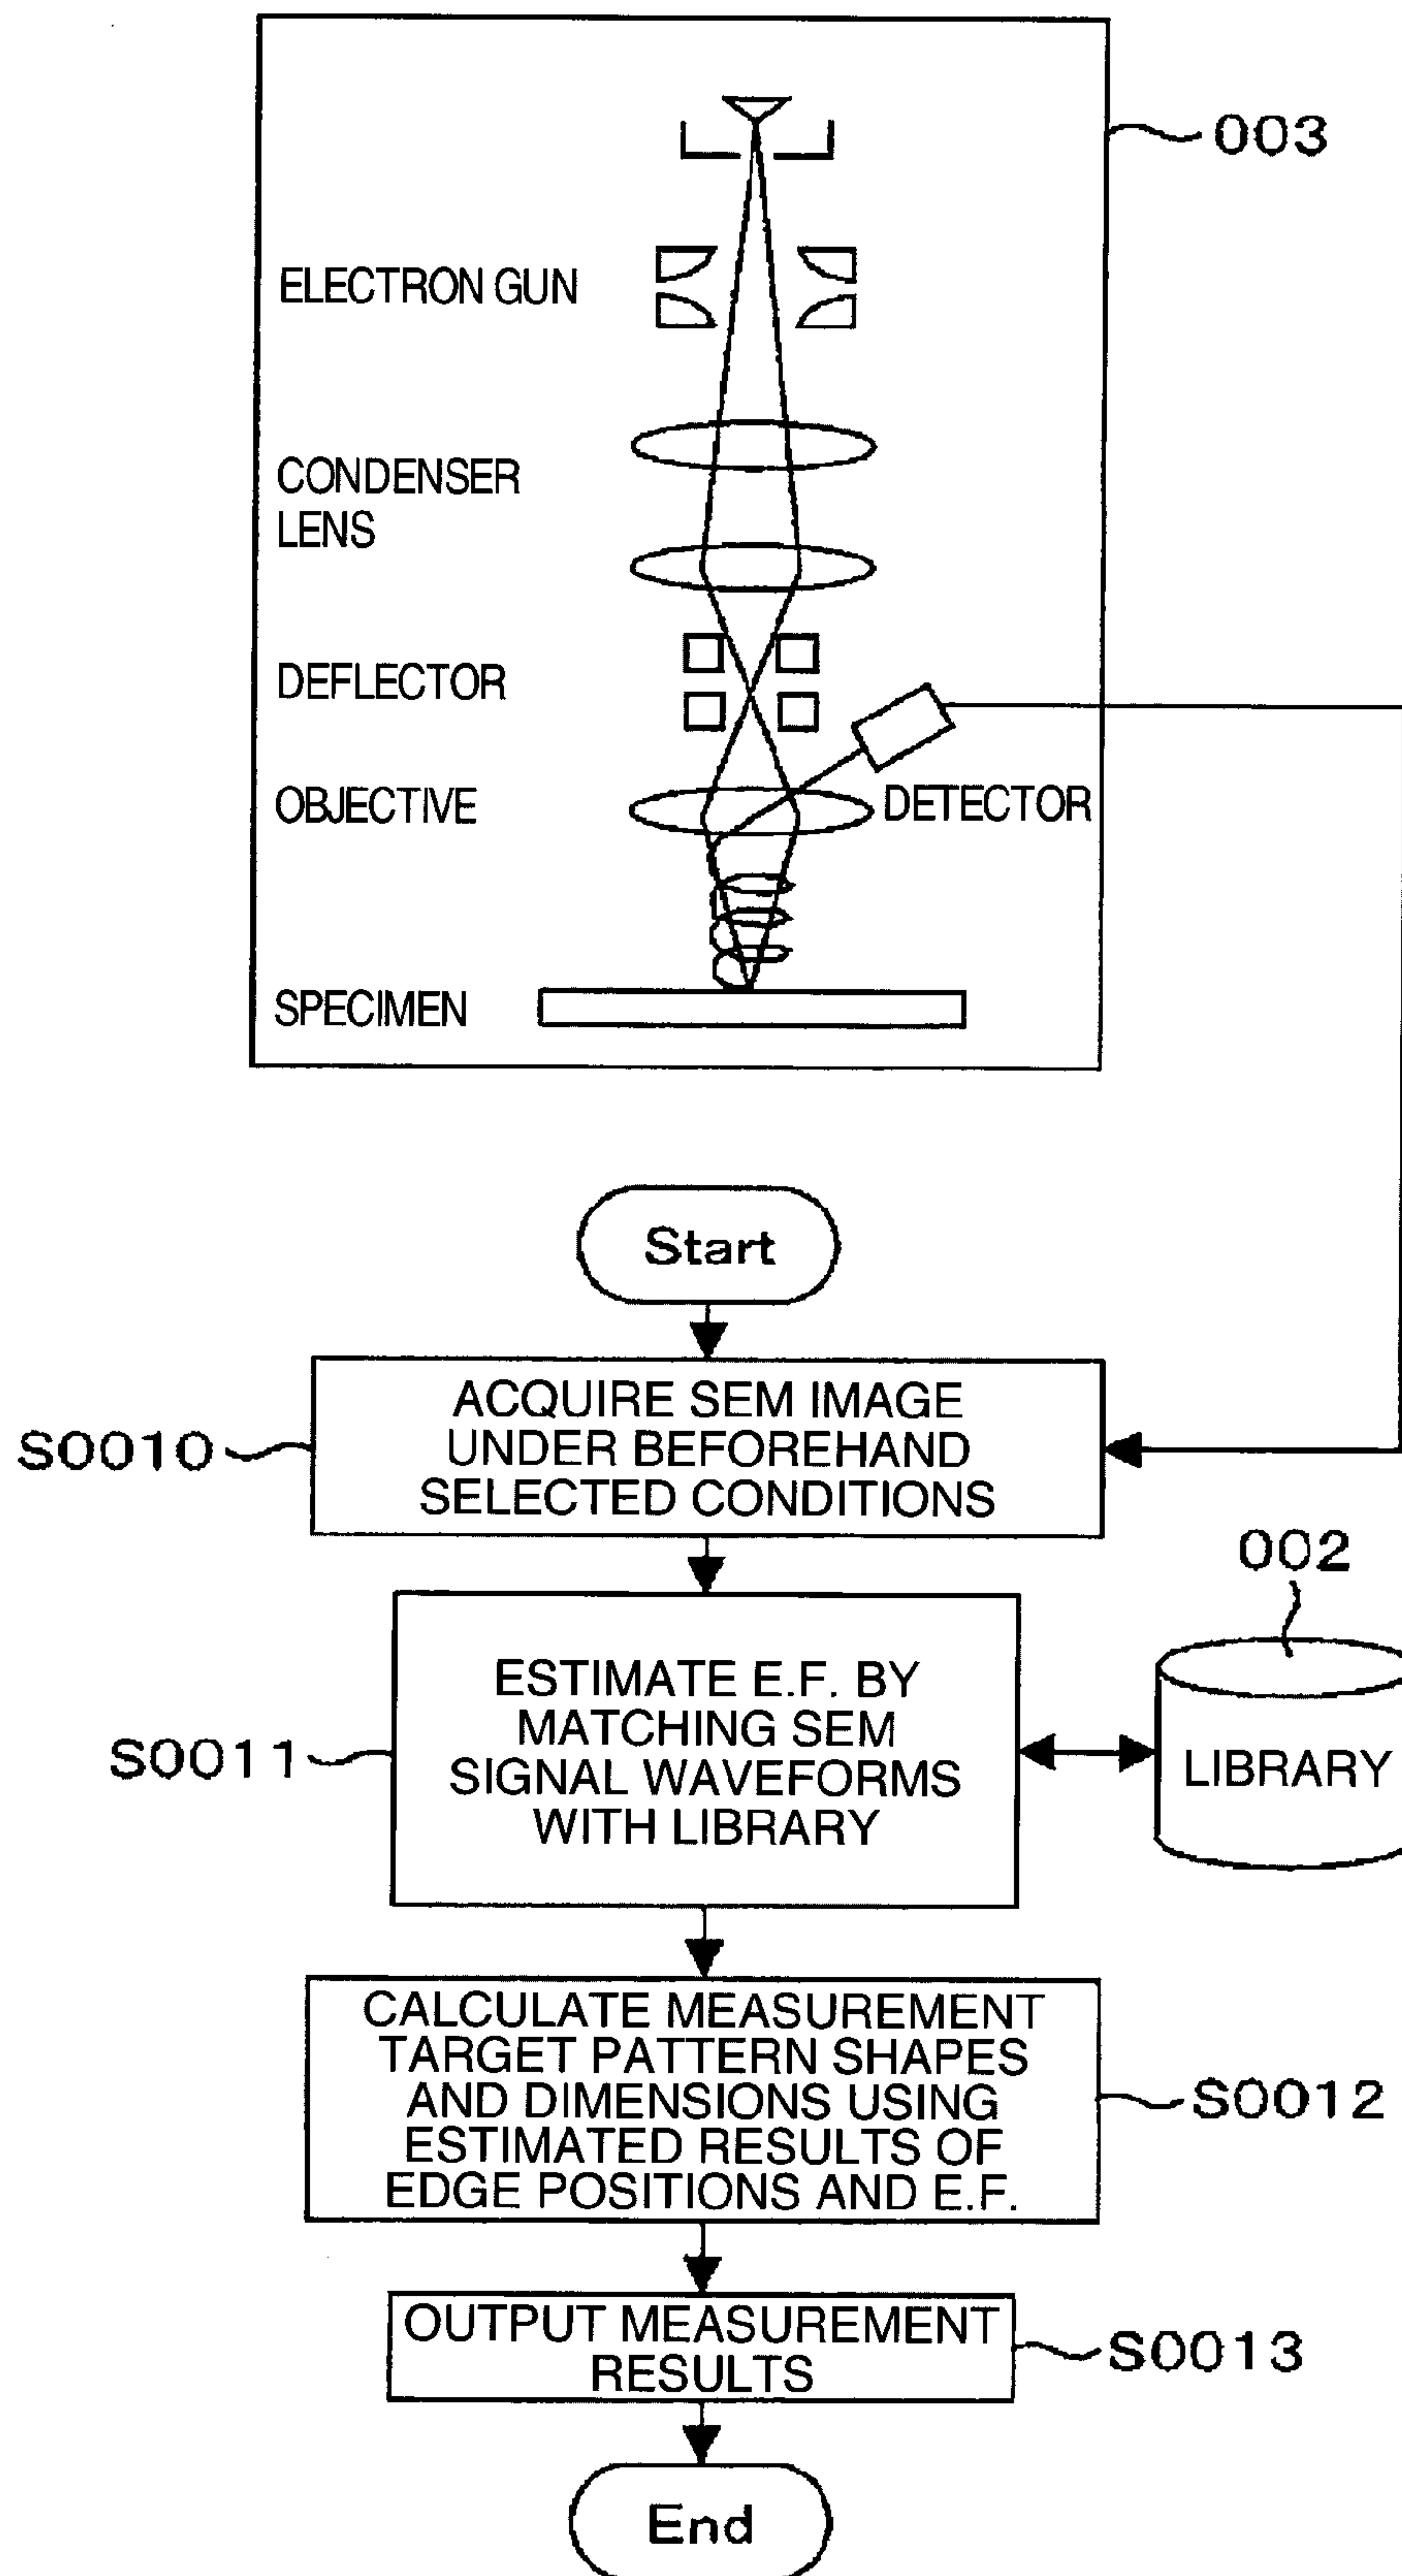 003
ELECTRON GUN
CONDENSER
LENS
DEFLECTOR
OBJECTIVE
DETECTOR
SPECIMEN
Start
S0010
ACQUIRE SEM IMAGE
UNDER BEFOREHAND
SELECTED CONDITIONS
002
S0011
ESTIMATE E.F. BY
MATCHING SEM
SIGNAL WAVEFORMS
WITH LIBRARY
LIBRARY
CALCULATE MEASUREMENT
TARGET PATTERN SHAPES
AND DIMENSIONS USING
ESTIMATED RESULTS OF
EDGE POSITIONS AND E.F.
S0012
OUTPUT MEASUREMENT
RESULTS
S0013
End